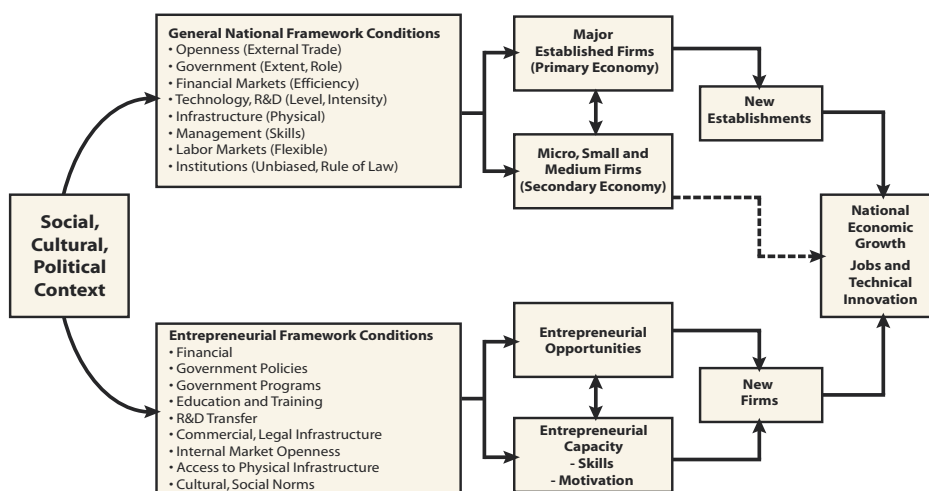 Social,
Cultural,
Political
Context
General National Framework Conditions
• Openness (External Trade)
• Government (Extent, Role)
• Financial Markets (Efficiency)
• Technology, R&D (Level, Intensity)
• Infrastructure (Physical)
• Management (Skills)
• Labor Markets (Flexible)
• Institutions (Unbiased, Rule of Law)
Major
Established Firms
(Primary Economy)
Micro, Small and
Medium Firms
(Secondary Economy)
New
Establishments
National
Economic
Growth
Jobs and
Technical
Innovation
Entrepreneurial Framework Conditions
• Financial
• Government Policies
• Government Programs
• Education and Training
• R&D Transfer
• Commercial, Legal Infrastructure
• Internal Market Openness
• Access to Physical Infrastructure
• Cultural, Social Norms
Entrepreneurial
Opportunities
Entrepreneurial
Capacity
- Skills
- Motivation
New
Firms